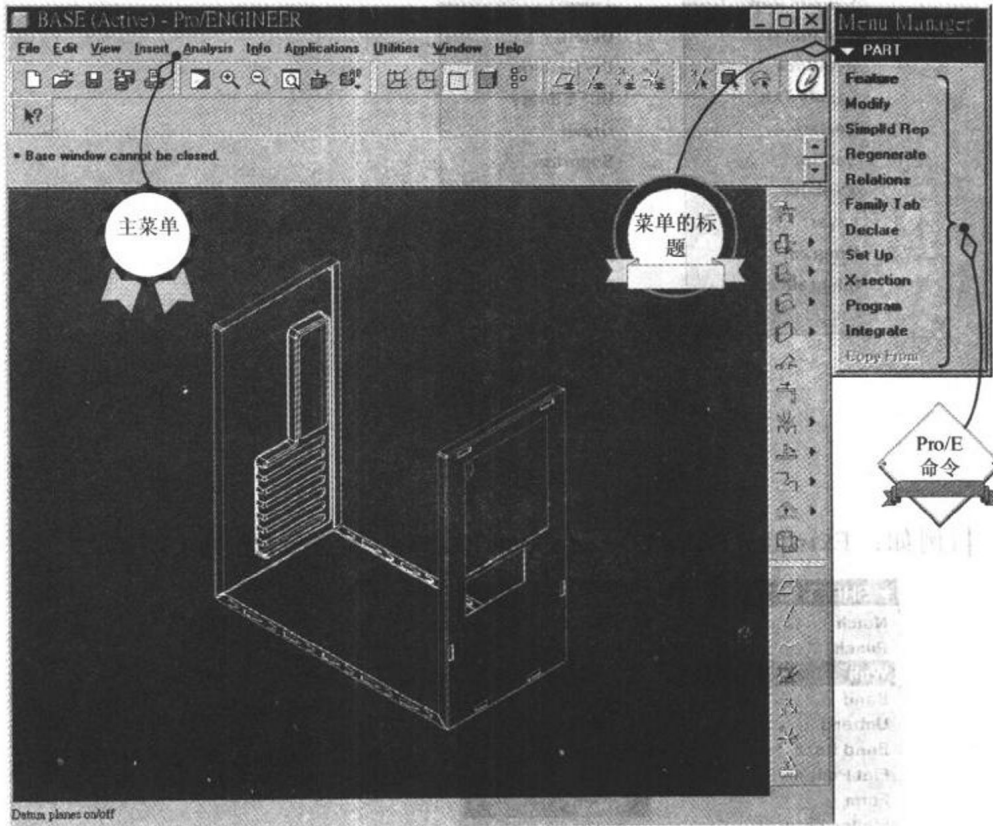 BASE (Active) - Pro/ENGINEER
File Edit View Insert Analysis Info Applications Utilities Window Help
• Base window cannot be closed.
主菜单
菜单的标
题
Menu Manager
PART
Feature
Modify
Simplfd Rep
Regenerate
Relations
Family Tab
Declare
Set Up
X-section
Program
Integrate
Copy From
Pro/E
命令
Datum planes on/off